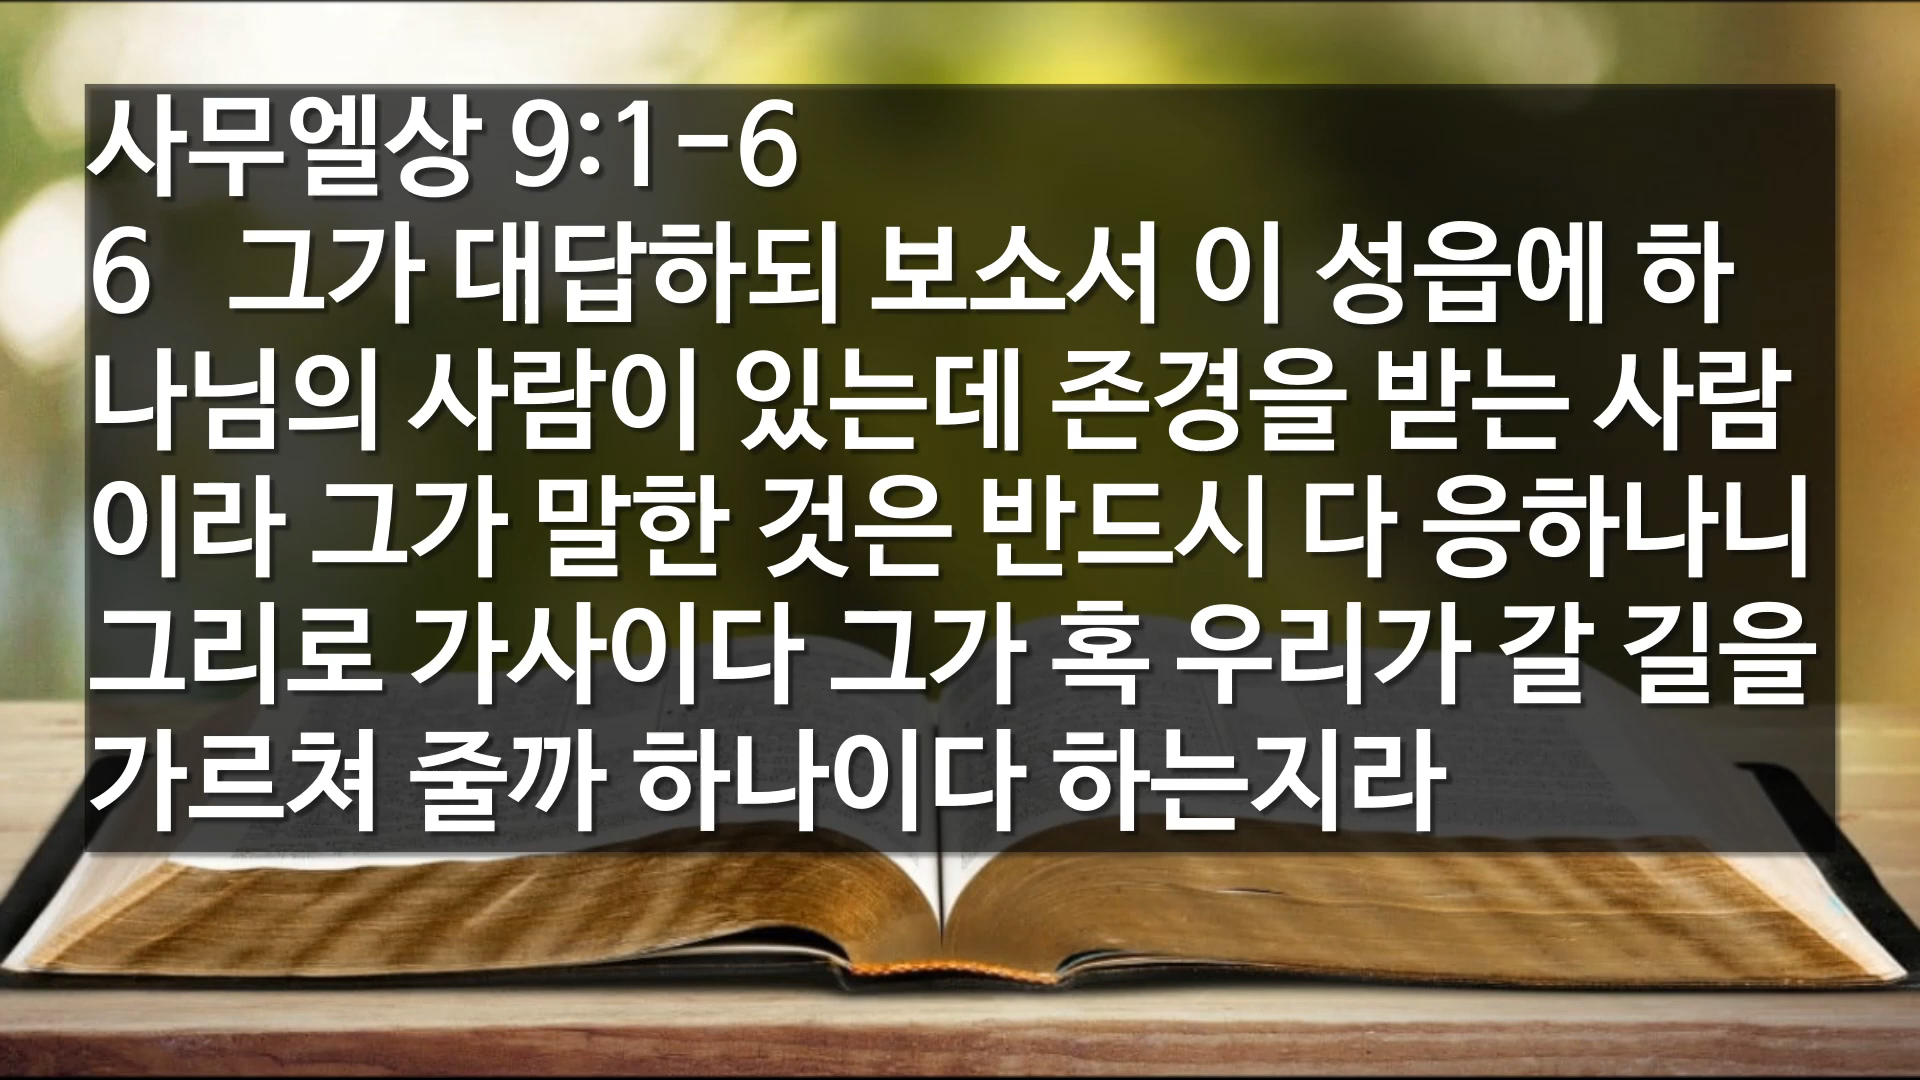 사무엘상 9:1-6
6 그가 대답하되 보소서 이 성읍에 하
나님의 사람이 있는데 존경을 받는 사람
이라 그가 말한 것은 반드시 다 응하나니
그리로 가사이다 그가 혹 우리가 갈 길을
가르쳐 줄까 하나이다 하는지라